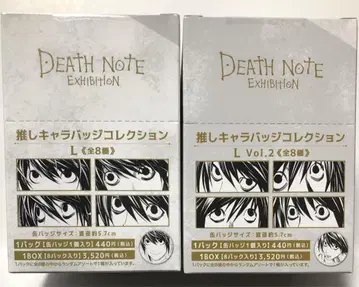 DEATH NOTE
EXHIBITION
推しキャラバッジコレクション
L《全8種》
缶バッジサイズ：直径約5.7cm
1パック【缶バッジ1個入り】440円(税込)
1BOX【8パック入り】3,520円(税込)
DEATH NOTE
EXHIBITION
推しキャラバッジコレクション
L Vol.2《全8種》
缶バッジサイズ：直径約5.7cm
1パック【缶バッジ1個入り】440円(税込)
1BOX【8パック入り】3,520円(税込)